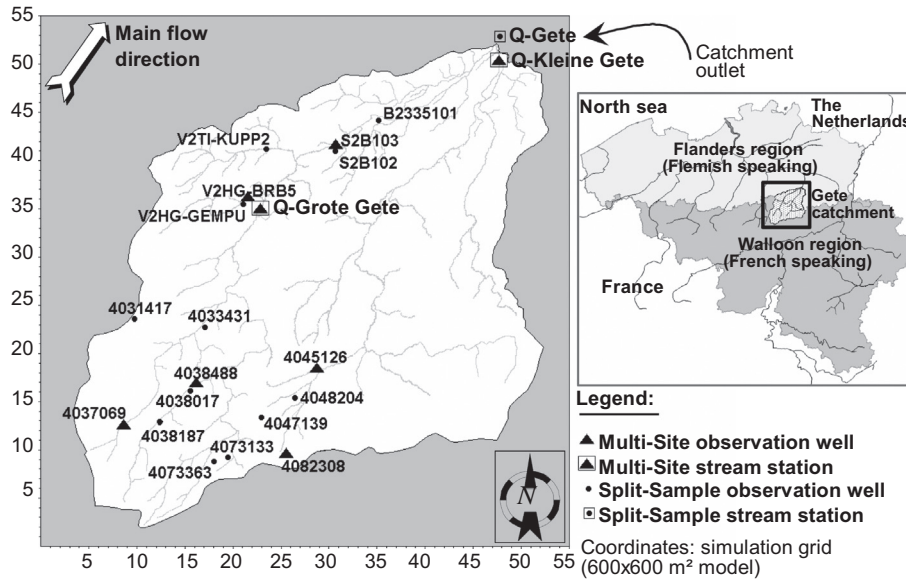 55
50
45
40
35
30
25
20
15
10
5
5 10 15 20 25 30 35 40 45 50 55
Main flow
direction
Q-Gete
Q-Kleine Gete
Catchment
outlet
B2335101
V2TI-KUPP2
S2B103
S2B102
V2HG-BRB5
V2HG-GEMPU
Q-Grote Gete
4031417
4033431
4045126
4038488
4038017
4048204
4037069
4038187
4047139
4073133
4073363
4082308
N
North sea
The
Netherlands
Flanders region
(Flemish speaking)
Gete
catchment
Walloon region
(French speaking)
France
Legend:
Multi-Site observation well
Multi-Site stream station
Split-Sample observation well
Split-Sample stream station
Coordinates: simulation grid
(600x600 m² model)